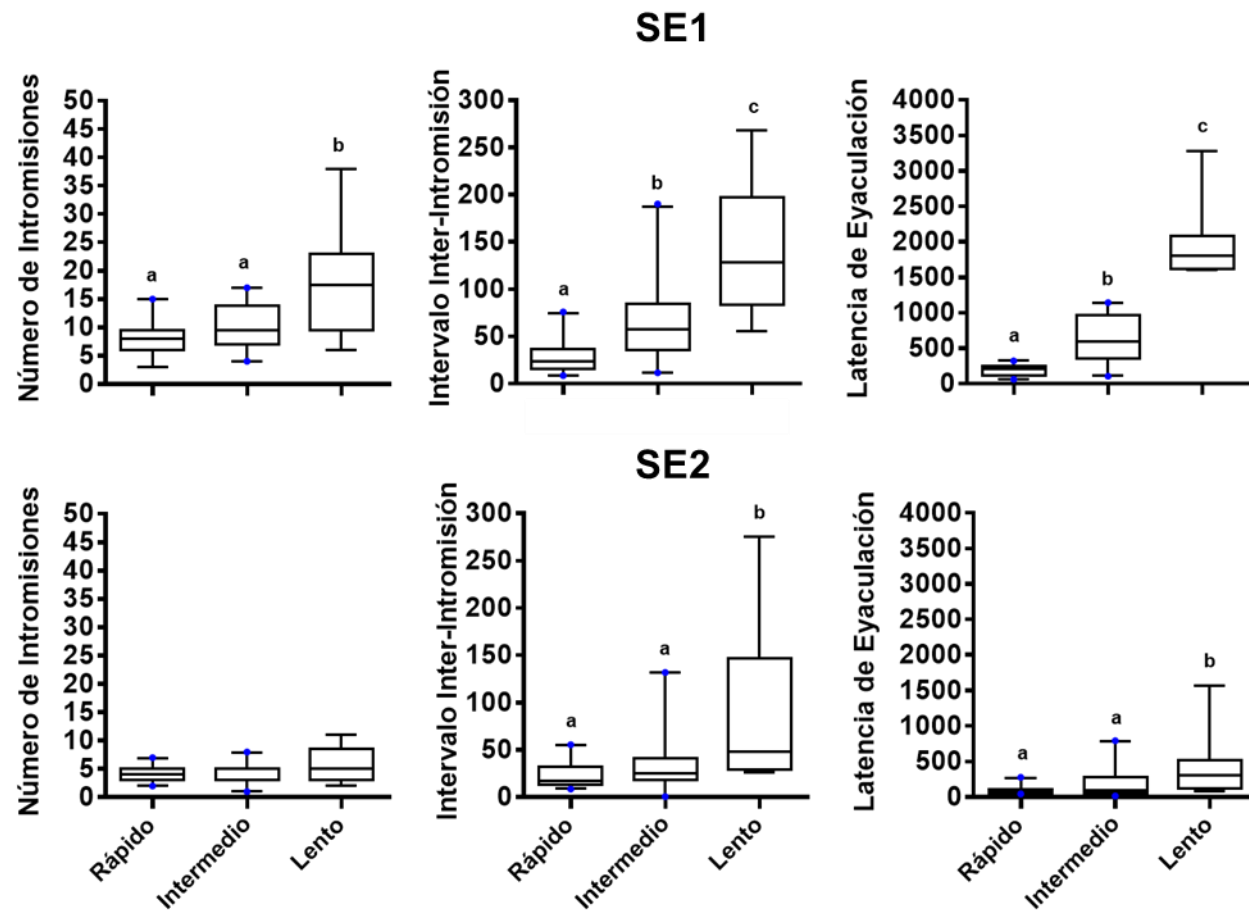 SE1
Número de Intromisiones
50
45
40
35
30
25
20
15
10
5
0
a
a
b
Intervalo Inter-Intromisión
300
250
200
150
100
50
0
a
b
c
Latencia de Eyaculación
4000
3500
3000
2500
2000
1500
1000
500
0
a
b
c
SE2
Número de Intromisiones
50
45
40
35
30
25
20
15
10
5
0
Rápido
Intermedio
Lento
Intervalo Inter-Intromisión
300
250
200
150
100
50
0
a
a
b
Rápido
Intermedio
Lento
Latencia de Eyaculación
4000
3500
3000
2500
2000
1500
1000
500
0
a
a
b
Rápido
Intermedio
Lento